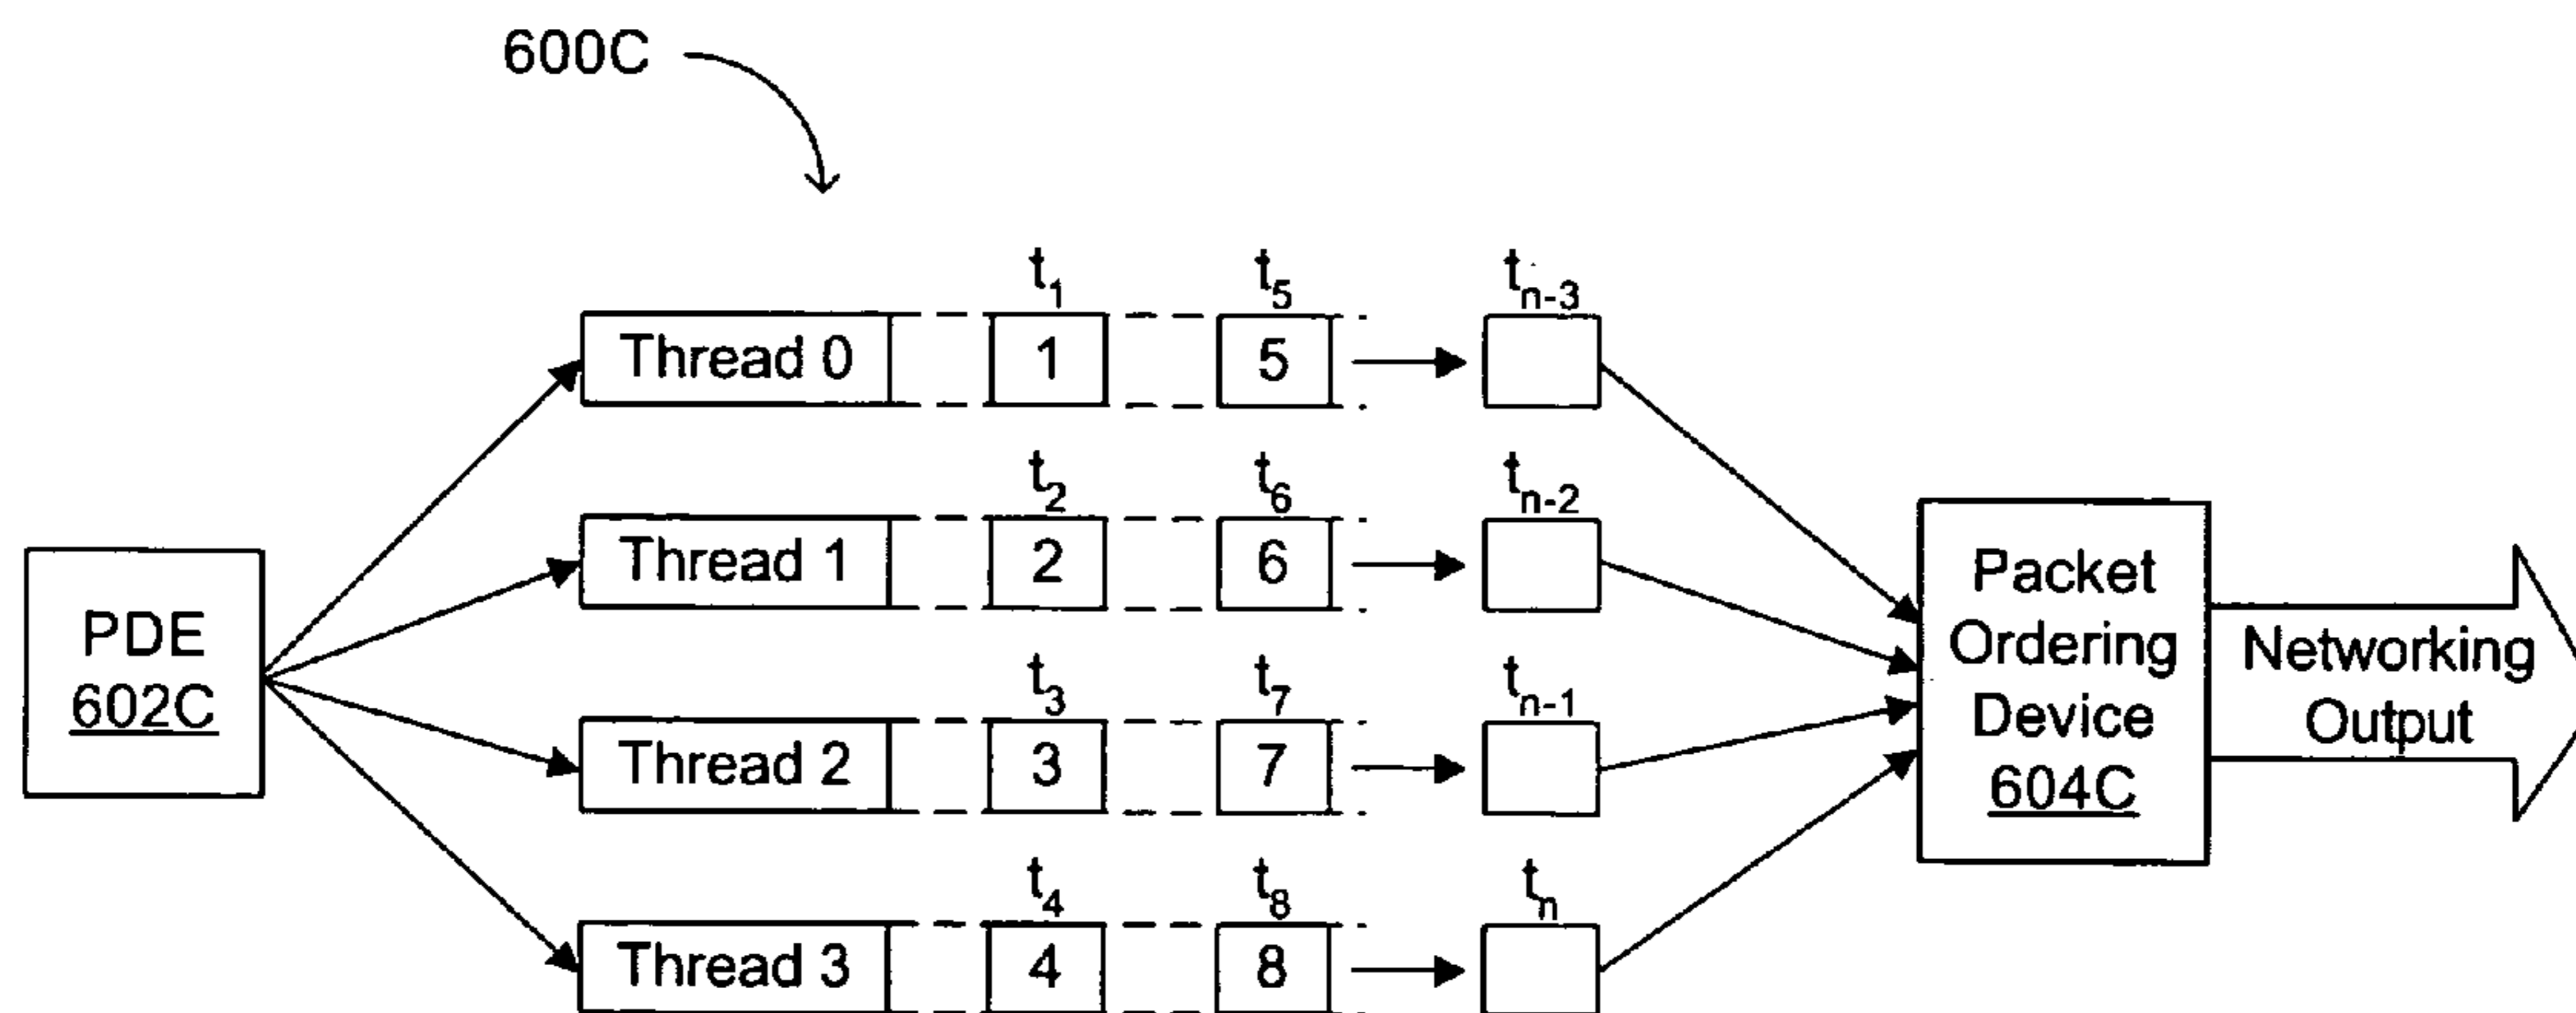 600C
t1 t5 tn-3
Thread 0 1 5
t2 t6 tn-2
Thread 1 2 6
PDE
602C
t3 t7 tn-1
Thread 2 3 7
t4 t8 tn
Thread 3 4 8
Packet
Ordering
Device
604C
Networking
Output